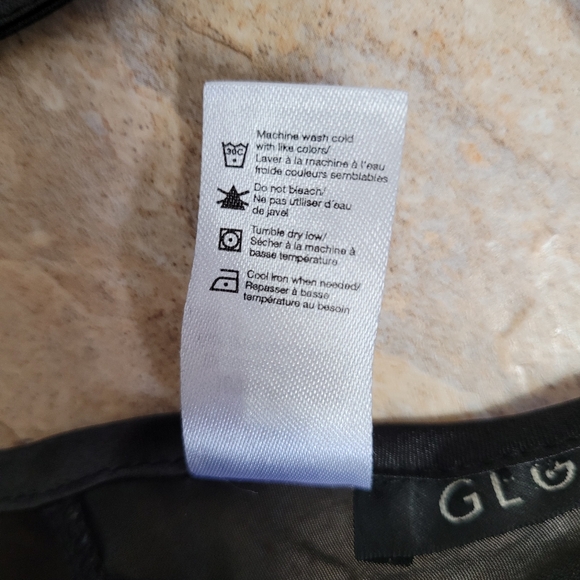 Machine wash cold
with like colors/
Laver à la machine à l'eau
froide couleurs semblables
30C
Do not bleach/
Ne pas utiliser d'eau
de javel
Tumble dry low/
Sécher à la machine à
basse température
Cool iron when needed/
Repasser à basse
température au besoin
GLO